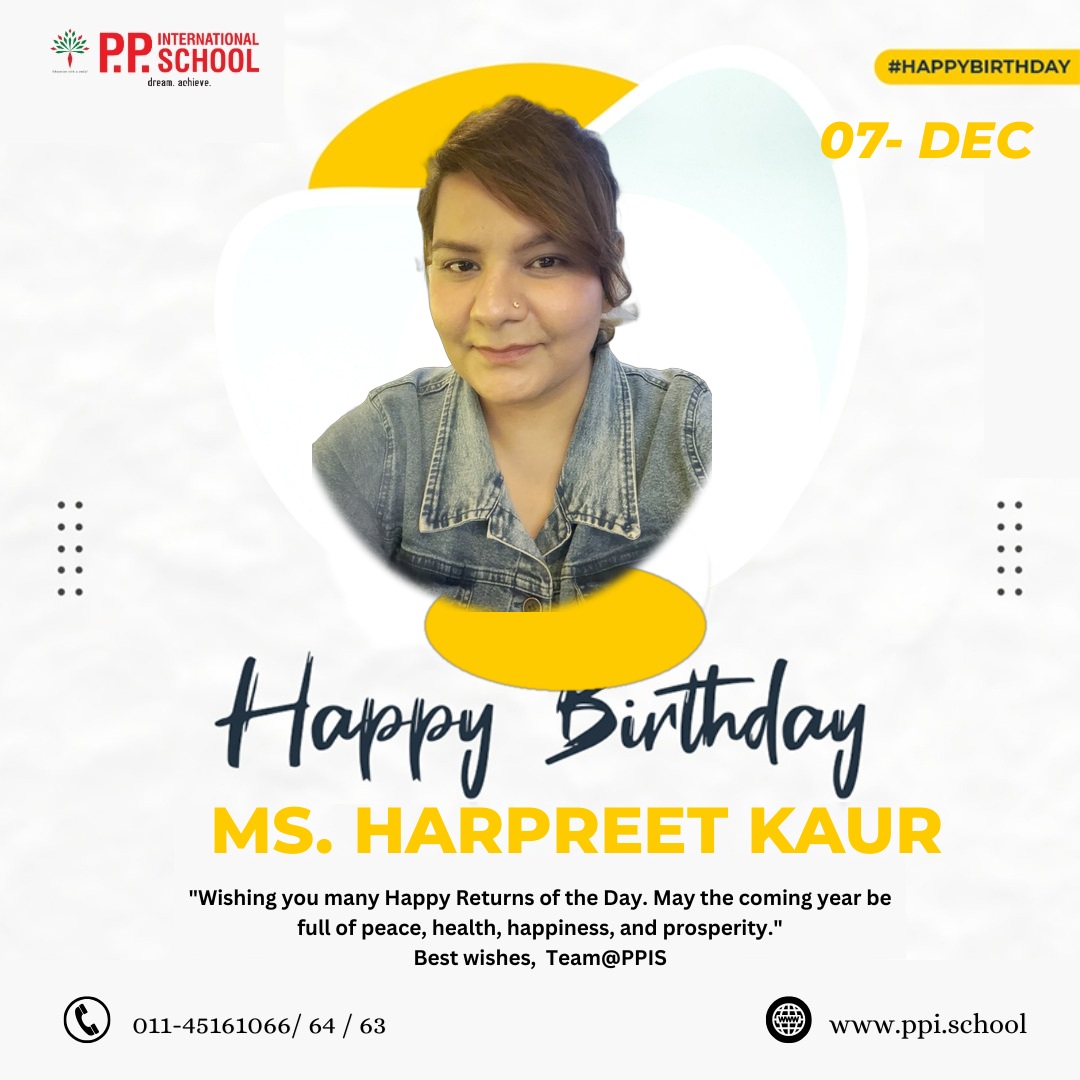 P.P. INTERNATIONAL
SCHOOL
dream. achieve.
#HAPPYBIRTHDAY
07- DEC
Happy Birthday
MS. HARPREET KAUR
"Wishing you many Happy Returns of the Day. May the coming year be
full of peace, health, happiness, and prosperity."
Best wishes,  Team@PPIS
011-45161066/ 64 / 63
www.ppi.school